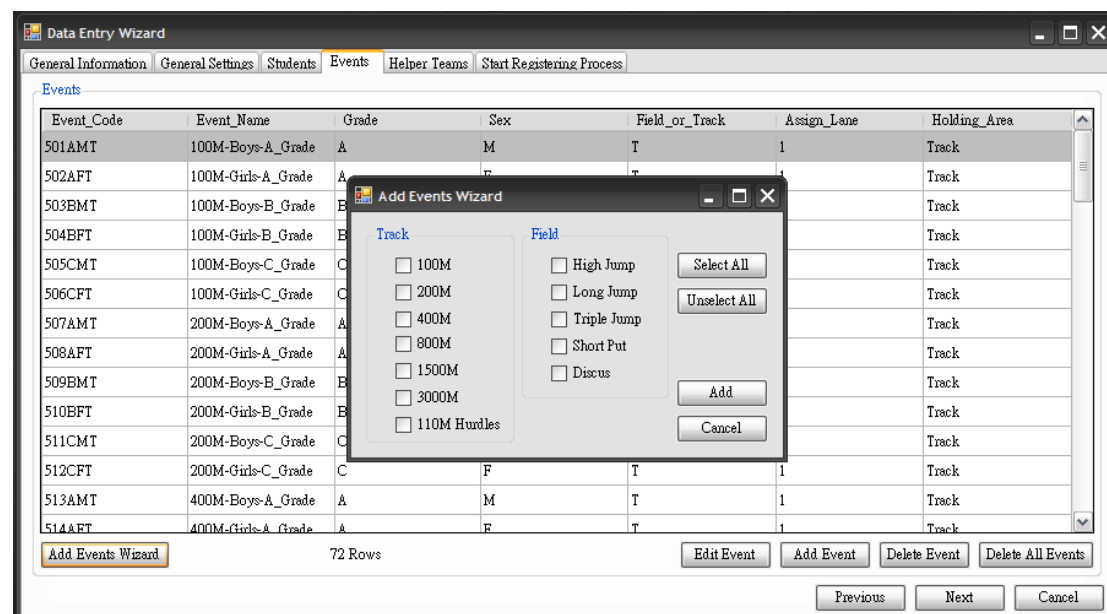 Data Entry Wizard
General Information General Settings Students Events Helper Teams Start Registering Process
Events
Event_Code Event_Name Grade Sex Field_or_Track Assign_Lane Holding_Area
501AMT 100M-Boys-A_Grade A M T 1 Track
502AFT 100M-Girls-A_Grade A F T 1 Track
503BMT 100M-Boys-B_Grade B Track
504BFT 100M-Girls-B_Grade B Track
505CMT 100M-Boys-C_Grade C Track
506CFT 100M-Girls-C_Grade C Track
507AMT 200M-Boys-A_Grade A Track
508AFT 200M-Girls-A_Grade A Track
509BMT 200M-Boys-B_Grade B Track
510BFT 200M-Girls-B_Grade B Track
511CMT 200M-Boys-C_Grade C Track
512CFT 200M-Girls-C_Grade C F T 1 Track
513AMT 400M-Boys-A_Grade A M T 1 Track
514AFT 400M-Girls-A_Grade A F T 1 Track
Add Events Wizard
Track
100M
200M
400M
800M
1500M
3000M
110M Hurdles
Field
High Jump
Long Jump
Triple Jump
Short Put
Discus
Select All
Unselect All
Add
Cancel
Add Events Wizard 72 Rows Edit Event Add Event Delete Event Delete All Events
Previous Next Cancel